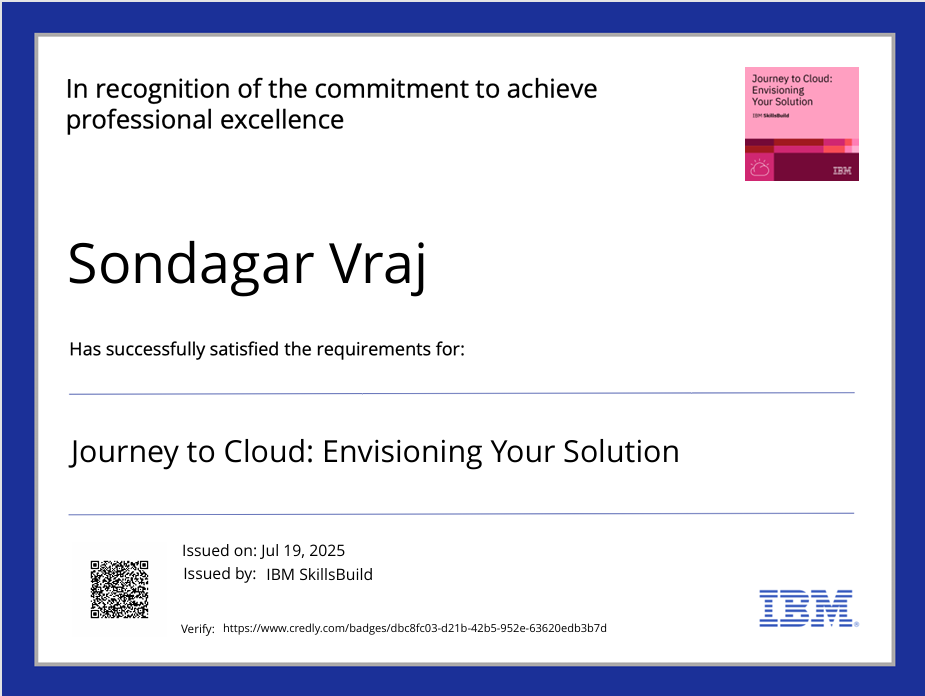 In recognition of the commitment to achieve
professional excellence
Journey to Cloud:
Envisioning
Your Solution
IBM SkillsBuild
IBM
Sondagar Vraj
Has successfully satisfied the requirements for:
Journey to Cloud: Envisioning Your Solution
Issued on: Jul 19, 2025
Issued by: IBM SkillsBuild
Verify: https://www.credly.com/badges/dbc8fc03-d21b-42b5-952e-63620edb3b7d
IBM®